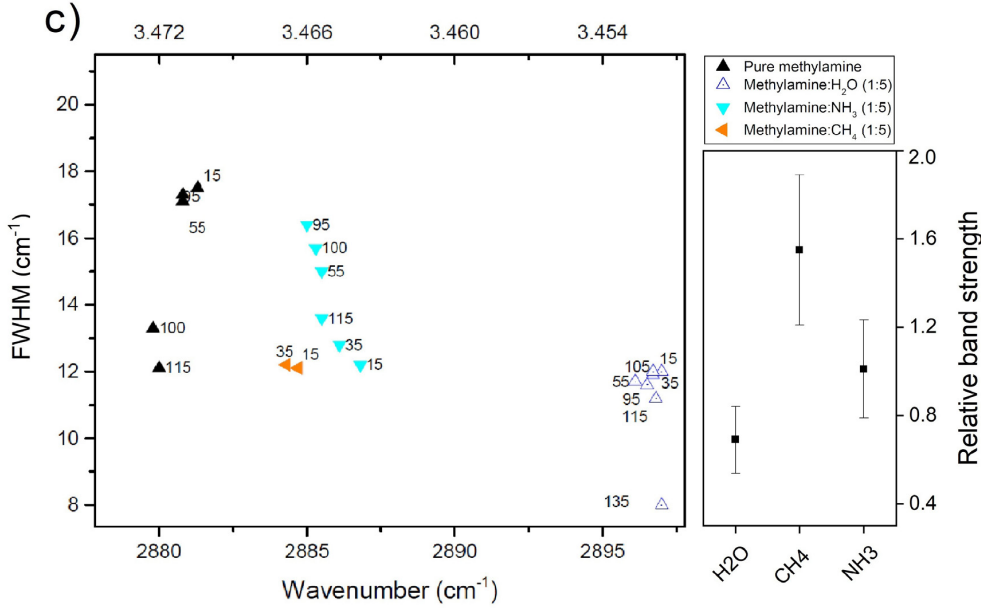 c)
3.472 3.466 3.460 3.454
FWHM (cm-1)
20
18
16
14
12
10
8
15
95
55
100
115
95
100
55
115
35
15
35
15
105
15
55
35
95
115
135
2880 2885 2890 2895
Wavenumber (cm-1)
Pure methylamine
Methylamine:H2O (1:5)
Methylamine:NH3 (1:5)
Methylamine:CH4 (1:5)
2.0
1.6
1.2
0.8
0.4
Relative band strength
H2O CH4 NH3